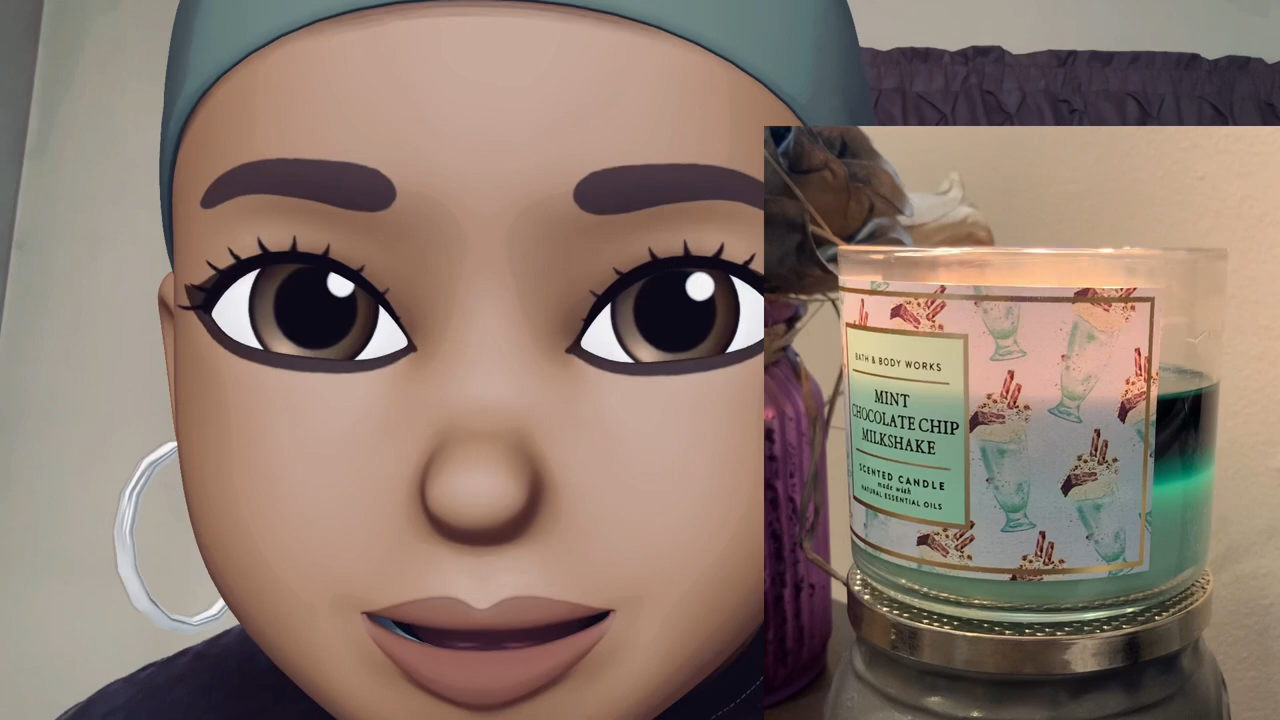 BATH & BODY WORKS
MINT
CHOCOLATE CHIP
MILKSHAKE
SCENTED CANDLE
made with
NATURAL ESSENTIAL OILS